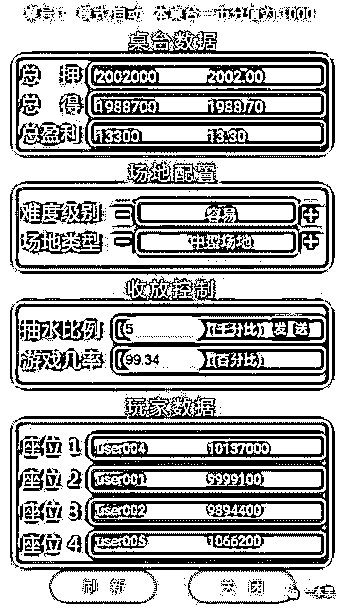 桌台数据
总 押 2002000 2002.00
总 得 1988700 1988.70
总盈利 13300 13.30
场地配置
难度级别 － 容易 +
场地类型 － 中型场地 +
收放控制
抽水比例 (5 )(千分比) 发送
游戏几率 (99.34 )(百分比)
玩家数据
座位 1 user004 10137000
座位 2 user001 9999100
座位 3 user002 9894400
座位 4 1066200
刷 新 关 闭